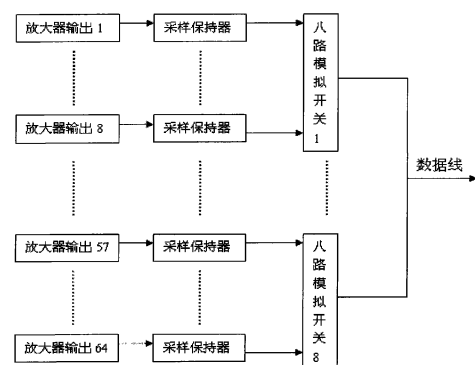 放大器输出 1
采样保持器
八路模拟开关 1
放大器输出 8
采样保持器
数据线
放大器输出 57
采样保持器
八路模拟开关 8
放大器输出 64
采样保持器